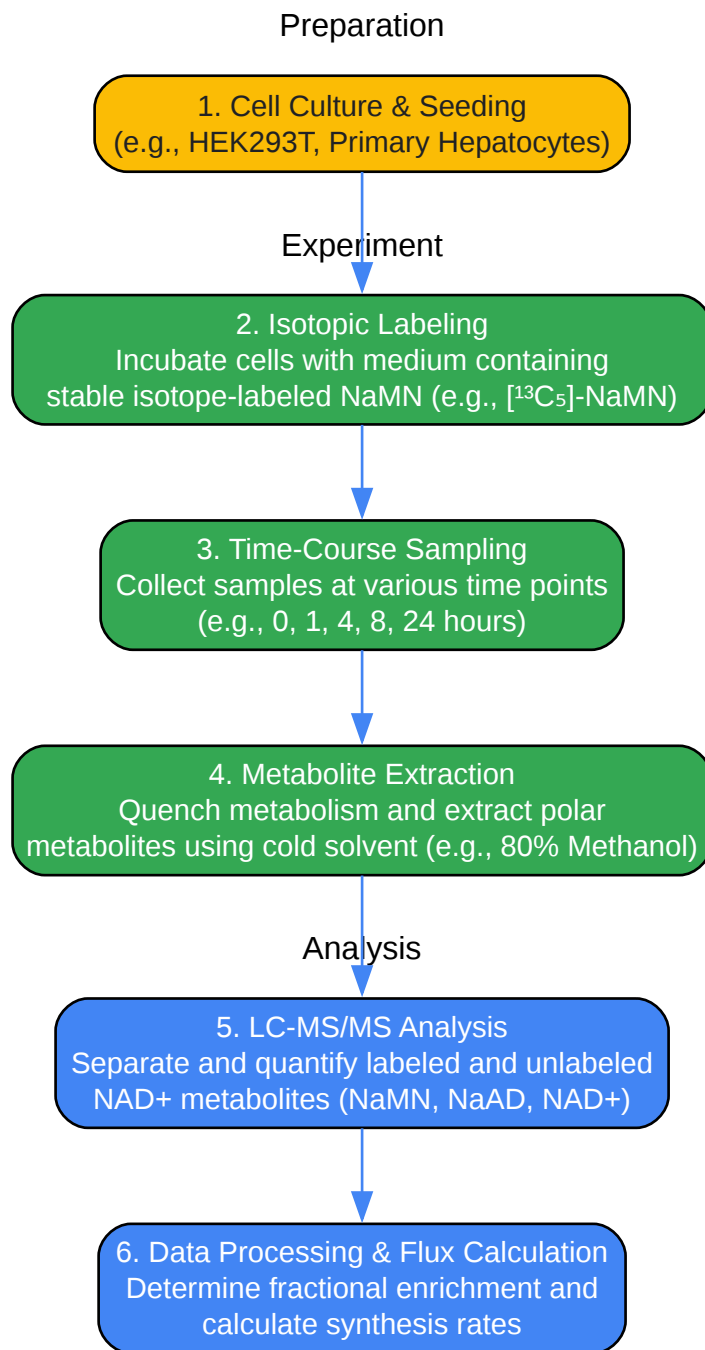 Preparation
1. Cell Culture & Seeding
(e.g., HEK293T, Primary Hepatocytes)
Experiment
2. Isotopic Labeling
Incubate cells with medium containing
stable isotope-labeled NaMN (e.g., [¹³C₅]-NaMN)
3. Time-Course Sampling
Collect samples at various time points
(e.g., 0, 1, 4, 8, 24 hours)
4. Metabolite Extraction
Quench metabolism and extract polar
metabolites using cold solvent (e.g., 80% Methanol)
Analysis
5. LC-MS/MS Analysis
Separate and quantify labeled and unlabeled
NAD+ metabolites (NaMN, NaAD, NAD+)
6. Data Processing & Flux Calculation
Determine fractional enrichment and
calculate synthesis rates